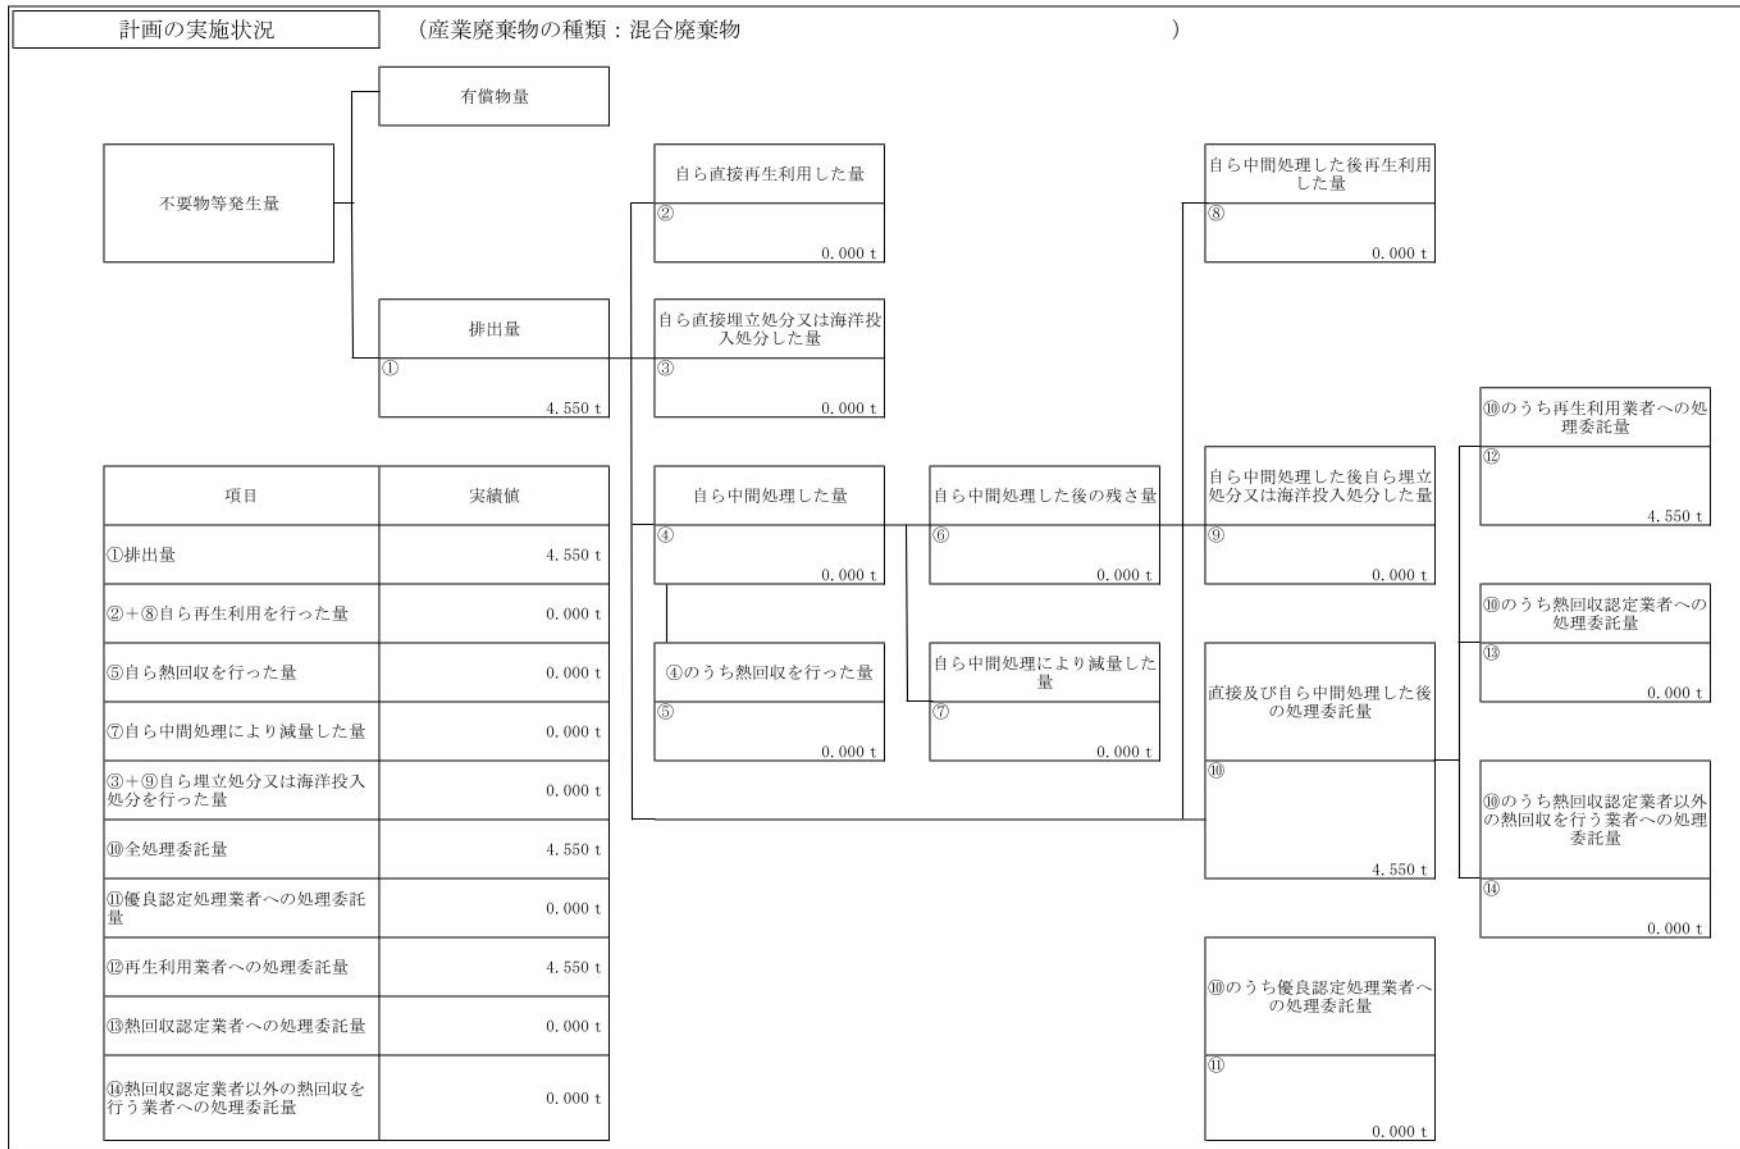 計画の実施状況
（産業廃棄物の種類：混合廃棄物　　　　　　　　　　）
有償物量
不要物等発生量
自ら直接再生利用した量
②
0.000 t
自ら中間処理した後再生利用
した量
⑧
0.000 t
排出量
①
4.550 t
自ら直接埋立処分又は海洋投
入処分した量
③
0.000 t
⑩のうち再生利用業者への処
理委託量
⑫
4.550 t
自ら中間処理した量
④
0.000 t
自ら中間処理した後の残さ量
⑥
0.000 t
自ら中間処理した後自ら埋立
処分又は海洋投入処分した量
⑨
0.000 t
⑩のうち熱回収認定業者への
処理委託量
⑬
0.000 t
④のうち熱回収を行った量
⑤
0.000 t
自ら中間処理により減量した
量
⑦
0.000 t
直接及び自ら中間処理した後
の処理委託量
⑩
4.550 t
⑩のうち熱回収認定業者以外
の熱回収を行う業者への処理
委託量
⑭
0.000 t
⑩のうち優良認定処理業者へ
の処理委託量
⑪
0.000 t
項目 実績値
①排出量 4.550 t
②＋⑧自ら再生利用を行った量 0.000 t
⑤自ら熱回収を行った量 0.000 t
⑦自ら中間処理により減量した量 0.000 t
③＋⑨自ら埋立処分又は海洋投入
処分を行った量 0.000 t
⑩全処理委託量 4.550 t
⑪優良認定処理業者への処理委託
量 0.000 t
⑫再生利用業者への処理委託量 4.550 t
⑬熱回収認定業者への処理委託量 0.000 t
⑭熱回収認定業者以外の熱回収を
行う業者への処理委託量 0.000 t